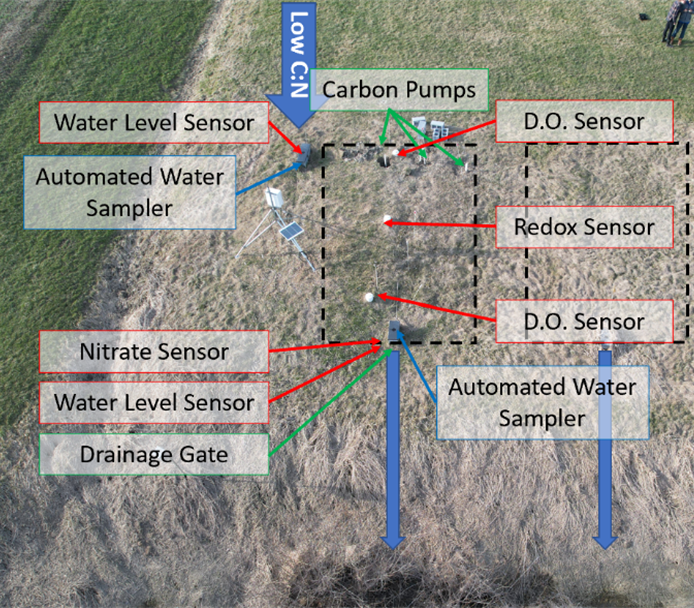 Low C:N
Carbon Pumps
Water Level Sensor
D.O. Sensor
Automated Water
Sampler
Redox Sensor
D.O. Sensor
Nitrate Sensor
Water Level Sensor
Automated Water
Sampler
Drainage Gate